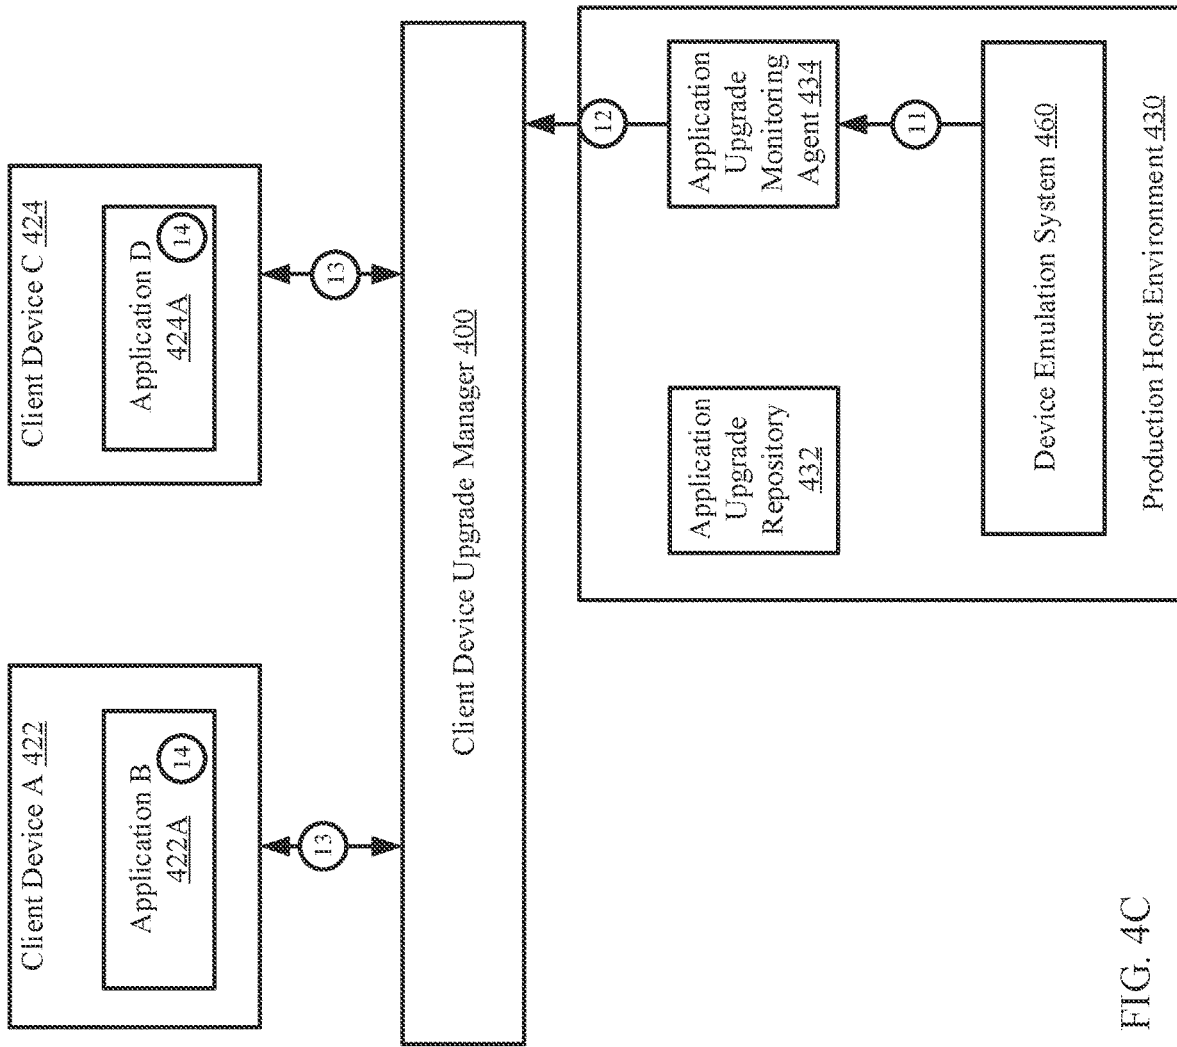 Client Device A 422
Application B
422A
14
13
Client Device C 424
Application D
424A
14
13
Client Device Upgrade Manager 400
12
Application
Upgrade
Repository
432
Application
Upgrade
Monitoring
Agent 434
11
Device Emulation System 460
Production Host Environment 430
FIG. 4C